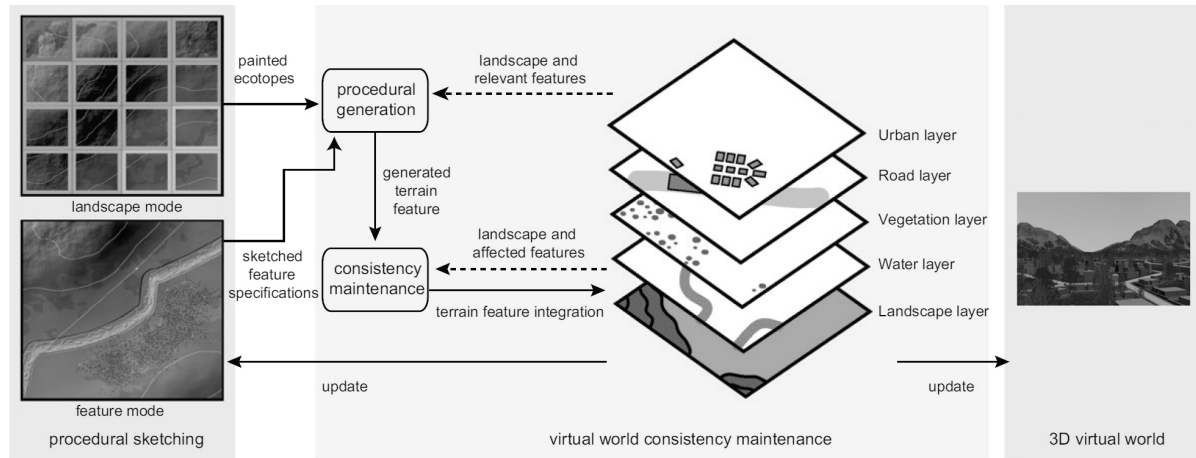 landscape mode
feature mode
procedural sketching
painted
ecotopes
sketched
feature
specifications
procedural
generation
generated
terrain
feature
consistency
maintenance
landscape and
relevant features
landscape and
affected features
terrain feature integration
update
Urban layer
Road layer
Vegetation layer
Water layer
Landscape layer
update
virtual world consistency maintenance
3D virtual world